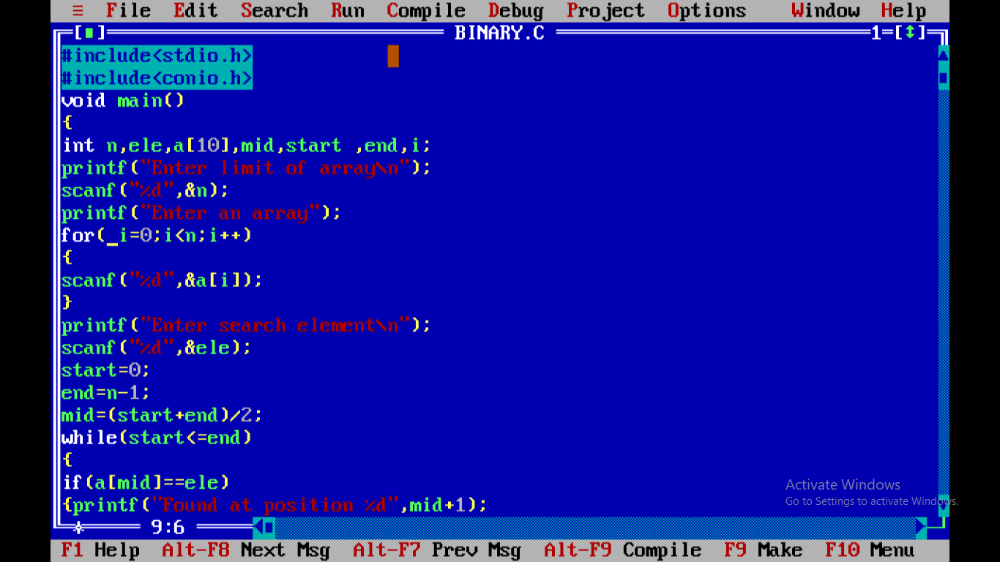 ≡ File Edit Search Run Compile Debug Project Options Window Help
[■] BINARY.C 1=[↕]
#include<stdio.h>
#include<conio.h>
void main()
{
int n,ele,a[10],mid,start ,end,i;
printf("Enter limit of array\n");
scanf("%d",&n);
printf("Enter an array");
for(_i=0;i<n;i++)
{
scanf("%d",&a[i]);
}
printf("Enter search element\n");
scanf("%d",&ele);
start=0;
end=n-1;
mid=(start+end)/2;
while(start<=end)
{
if(a[mid]==ele)
{printf("Found at position %d",mid+1);
Activate Windows
Go to Settings to activate Windows.
* 9:6
F1 Help Alt-F8 Next Msg Alt-F7 Prev Msg Alt-F9 Compile F9 Make F10 Menu